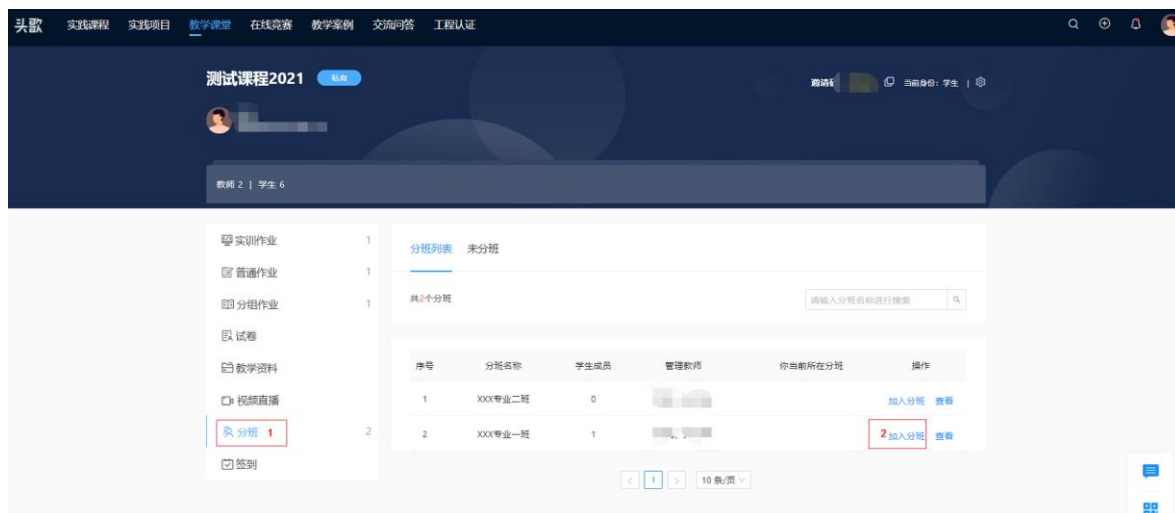 头歌 实践课程 实践项目 教学课堂 在线竞赛 教学案例 交流问答 工程认证
测试课程2021 私有
邀请码 当前身份：学生 |
教师 2 | 学生 6
实训作业 1
普通作业 1
分组作业 1
试卷
教学资料
视频直播
分班 1 2
签到
分班列表 未分班
共2个分班
请输入分班名称进行搜索
序号 分班名称 学生成员 管理教师 你当前所在分班 操作
1 XXX专业二班 0 加入分班 查看
2 XXX专业一班 1 2 加入分班 查看
< 1 > 10 条/页